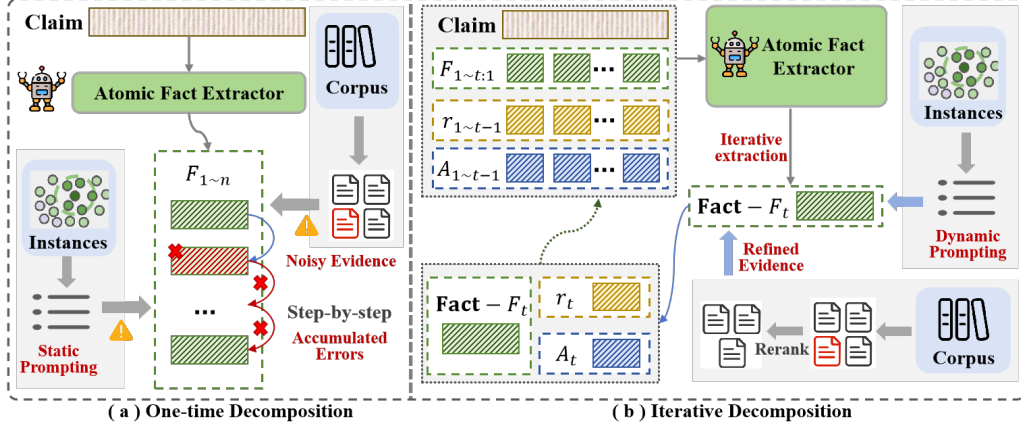 Claim
Atomic Fact Extractor
Corpus
F₁~ₙ
Instances
Noisy Evidence
...
Step-by-step
Accumulated
Errors
Static
Prompting
( a ) One-time Decomposition
Claim
F₁~ₜ:₁
...
r₁~ₜ₋₁
...
A₁~ₜ₋₁
...
Atomic Fact
Extractor
Instances
Iterative
extraction
Fact – Fₜ
Dynamic
Prompting
Refined
Evidence
Fact – Fₜ
rₜ
Aₜ
Rerank
Corpus
( b ) Iterative Decomposition